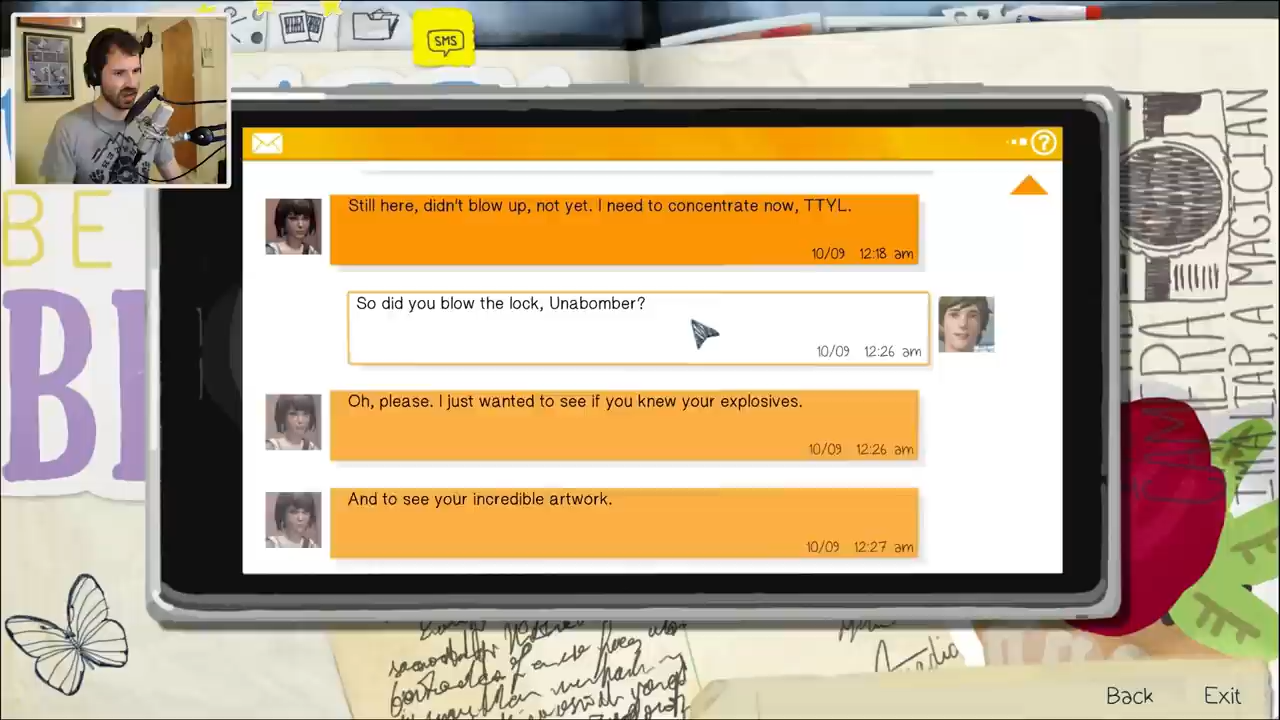 SMS
?
Still here, didn't blow up, not yet. I need to concentrate now, TTYL.
10/09 12:18 am
So did you blow the lock, Unabomber?
10/09 12:26 am
Oh, please. I just wanted to see if you knew your explosives.
10/09 12:26 am
And to see your incredible artwork.
10/09 12:27 am
BE
CAMERA
A MAGICIAN
Back
Exit